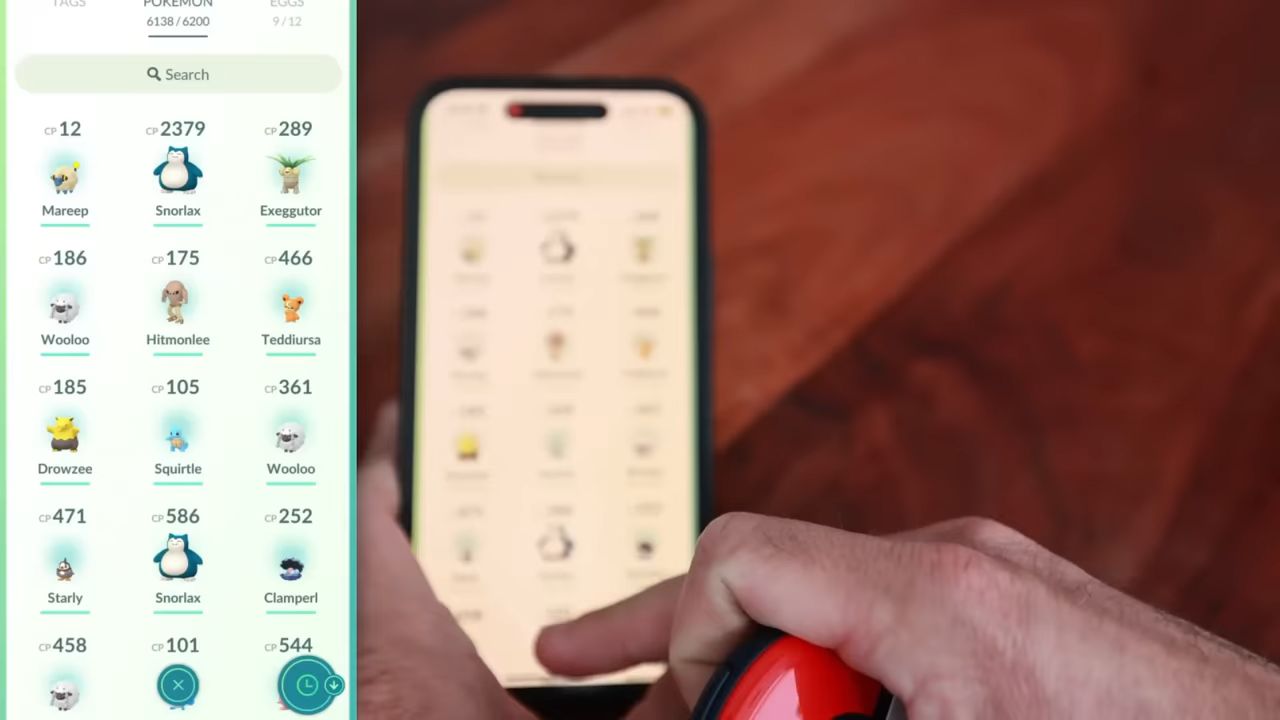 TAGS POKÉMON EGGS
6138 / 6200 9 / 12
Search
CP 12 CP 2379 CP 289
Mareep Snorlax Exeggutor
CP 186 CP 175 CP 466
Wooloo Hitmonlee Teddiursa
CP 185 CP 105 CP 361
Drowzee Squirtle Wooloo
CP 471 CP 586 CP 252
Starly Snorlax Clamperl
CP 458 CP 101 CP 544